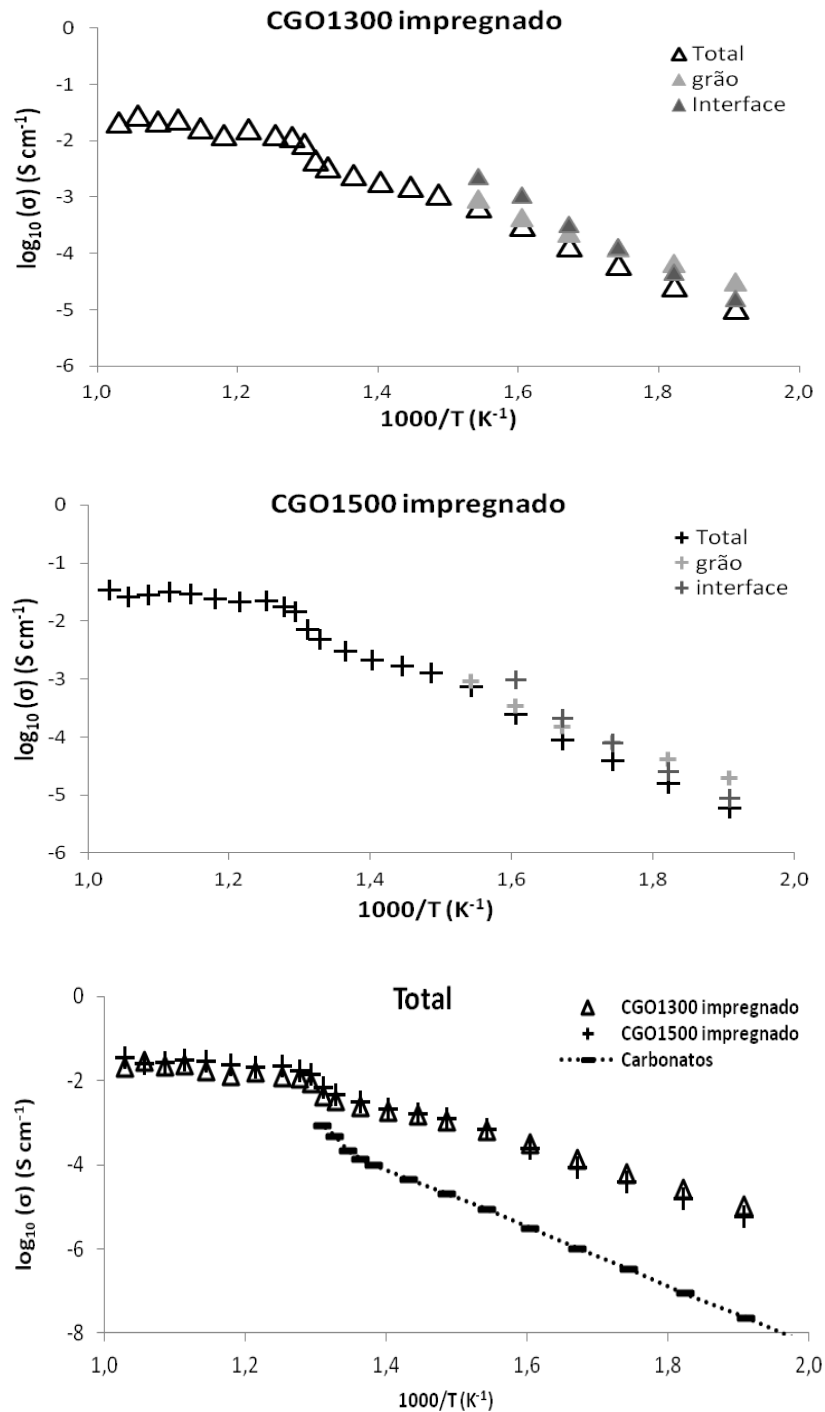 CGO1300 impregnado
Total
grão
Interface
0
-1
-2
-3
-4
-5
-6
log₁₀ (σ) (S cm⁻¹)
1,0 1,2 1,4 1,6 1,8 2,0
1000/T (K⁻¹)
CGO1500 impregnado
Total
grão
interface
0
-1
-2
-3
-4
-5
-6
log₁₀ (σ) (S cm⁻¹)
1,0 1,2 1,4 1,6 1,8 2,0
1000/T (K⁻¹)
Total
CGO1300 impregnado
CGO1500 impregnado
Carbonatos
0
-2
-4
-6
-8
log₁₀ (σ) (S cm⁻¹)
1,0 1,2 1,4 1,6 1,8 2,0
1000/T (K⁻¹)